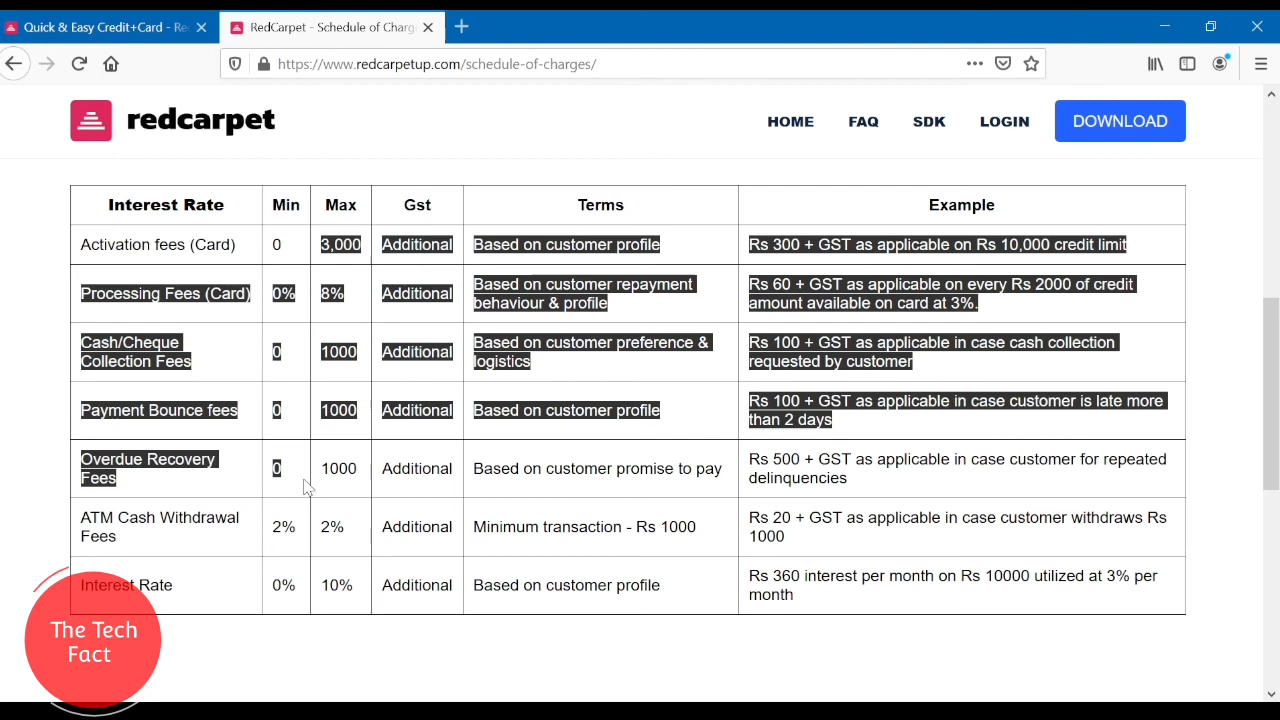 Quick & Easy Credit+Card - Re
RedCarpet - Schedule of Charg
https://www.redcarpetup.com/schedule-of-charges/
redcarpet
HOME FAQ SDK LOGIN DOWNLOAD
Interest Rate Min Max Gst Terms Example
Activation fees (Card) 0 3,000 Additional Based on customer profile Rs 300 + GST as applicable on Rs 10,000 credit limit
Processing Fees (Card) 0% 8% Additional Based on customer repayment
behaviour & profile Rs 60 + GST as applicable on every Rs 2000 of credit
amount available on card at 3%.
Cash/Cheque
Collection Fees 0 1000 Additional Based on customer preference &
logistics Rs 100 + GST as applicable in case cash collection
requested by customer
Payment Bounce fees 0 1000 Additional Based on customer profile Rs 100 + GST as applicable in case customer is late more
than 2 days
Overdue Recovery
Fees 0 1000 Additional Based on customer promise to pay Rs 500 + GST as applicable in case customer for repeated
delinquencies
ATM Cash Withdrawal
Fees 2% 2% Additional Minimum transaction - Rs 1000 Rs 20 + GST as applicable in case customer withdraws Rs
1000
Interest Rate 0% 10% Additional Based on customer profile Rs 360 interest per month on Rs 10000 utilized at 3% per
month
The Tech
Fact